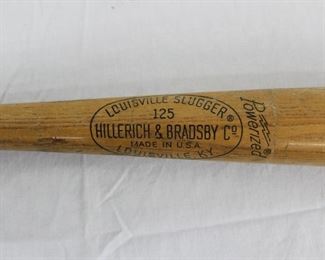 LOUISVILLE SLUGGER®
125
HILLERICH & BRADSBY Co
MADE IN U.S.A.
LOUISVILLE, KY.
Powerized